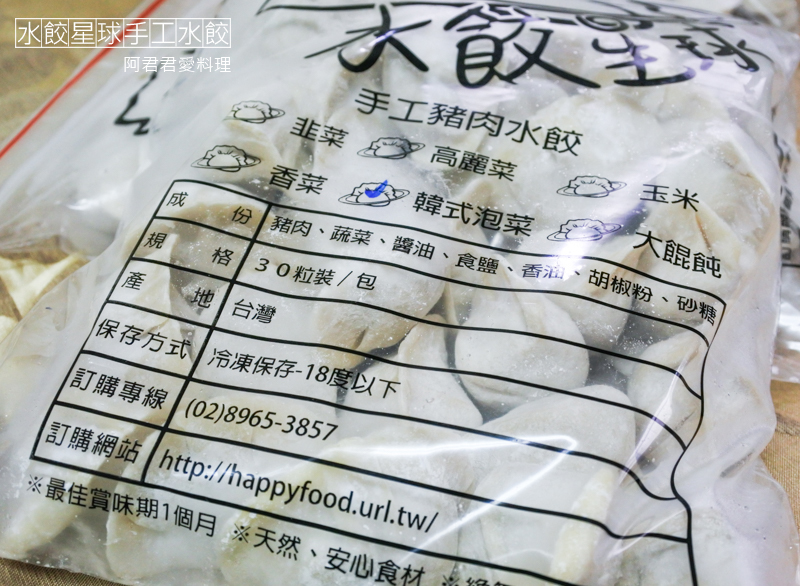 水餃星球手工水餃
阿君君愛料理
水餃星球
手工豬肉水餃
韭菜 高麗菜 玉米
香菜 韓式泡菜 大餛飩
成份 豬肉、蔬菜、醬油、食鹽、香油、胡椒粉、砂糖
規格 30粒裝/包
產地 台灣
保存方式 冷凍保存-18度以下
訂購專線 (02)8965-3857
訂購網站 http://happyfood.url.tw/
※最佳賞味期1個月 ※天然、安心食材